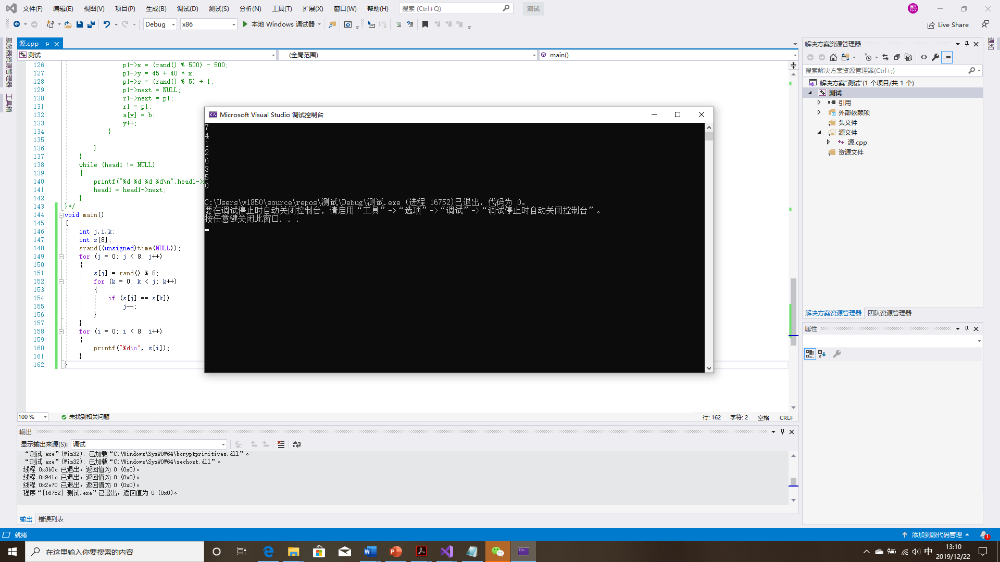 文件(F) 编辑(E) 视图(V) 项目(P) 生成(B) 调试(D) 测试(S) 分析(N) 工具(T) 扩展(X) 窗口(W) 帮助(H) 搜索 (Ctrl+Q) 测试 熙
Debug x86 本地 Windows 调试器 Live Share
服务器资源管理器
工具箱
源.cpp
测试 (全局范围) main()
126 p1->x = (rand() % 500) - 500;
127 p1->y = 45 + 40 * x;
128 p1->s = (rand() % 5) + 1;
129 p1->next = NULL;
130 r1->next = p1;
131 r1 = p1;
132 a[y] = b;
133 y++;
134 }
135
136 }
137 }
138 while (head1 != NULL)
139 {
140 printf("%d %d %d %d\n",head1->
141 head1 = head1->next;
142 }
143 }*/
144 void main()
145 {
146 int j,i,k;
147 int s[8];
148 srand((unsigned)time(NULL));
149 for (j = 0; j < 8; j++)
150 {
151 s[j] = rand() % 8;
152 for (k = 0; k < j; k++)
153 {
154 if (s[j] == s[k])
155 j--;
156 }
157 }
158 for (i = 0; i < 8; i++)
159 {
160 printf("%d\n", s[i]);
161 }
162 }
Microsoft Visual Studio 调试控制台
7
4
1
2
6
3
5
0
C:\Users\w1850\source\repos\测试\Debug\测试.exe (进程 16752)已退出，代码为 0。
要在调试停止时自动关闭控制台，请启用“工具”->“选项”->“调试”->“调试停止时自动关闭控制台”。
按任意键关闭此窗口. . .
100 % 未找到相关问题 行: 162 字符: 2 空格 CRLF
输出
显示输出来源(S): 调试
“测试.exe”(Win32): 已加载“C:\Windows\SysWOW64\bcryptprimitives.dll”。
“测试.exe”(Win32): 已加载“C:\Windows\SysWOW64\sechost.dll”。
线程 0x3b0c 已退出，返回值为 0 (0x0)。
线程 0x941c 已退出，返回值为 0 (0x0)。
线程 0x2e70 已退出，返回值为 0 (0x0)。
程序“[16752] 测试.exe”已退出，返回值为 0 (0x0)。
输出 错误列表
解决方案资源管理器
搜索解决方案资源管理器(Ctrl+;)
解决方案“测试”(1 个项目/共 1 个)
测试
引用
外部依赖项
头文件
源文件
源.cpp
资源文件
解决方案资源管理器 团队资源管理器
属性
通知
就绪 添加到源代码管理 1
在这里输入你要搜索的内容 中 13:10
2019/12/22